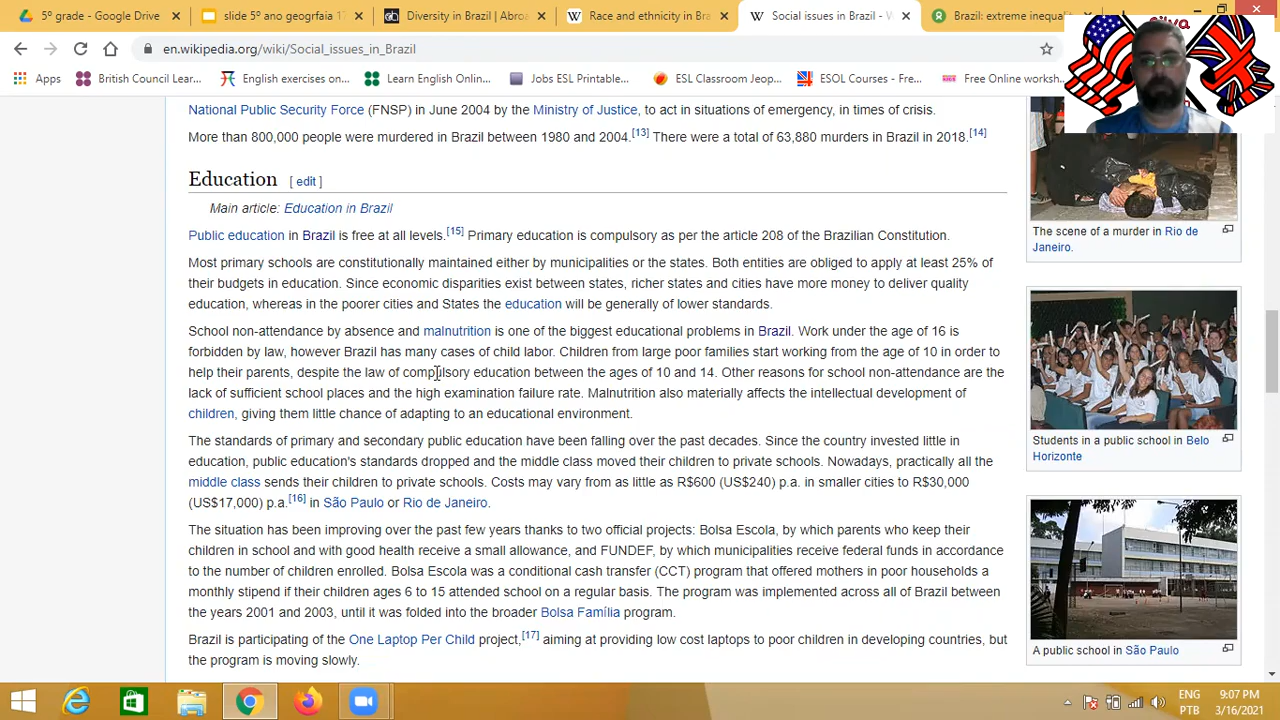 5º grade - Google Drive
slide 5º ano geogrfaia 1
Diversity in Brazil | Abroa
Race and ethnicity in B
Social issues in Brazil - W
Brazil: extreme inequal
Silva
en.wikipedia.org/wiki/Social_issues_in_Brazil
Apps
British Council Lear...
English exercises on...
Learn English Onlin...
Jobs ESL Printable...
ESL Classroom Jeop...
ESOL Courses - Fre...
Free Online worksh
National Public Security Force (FNSP) in June 2004 by the Ministry of Justice, to act in situations of emergency, in times of crisis.
More than 800,000 people were murdered in Brazil between 1980 and 2004.[13] There were a total of 63,880 murders in Brazil in 2018.[14]
Education [ edit ]
Main article: Education in Brazil
Public education in Brazil is free at all levels.[15] Primary education is compulsory as per the article 208 of the Brazilian Constitution.
Most primary schools are constitutionally maintained either by municipalities or the states. Both entities are obliged to apply at least 25% of
their budgets in education. Since economic disparities exist between states, richer states and cities have more money to deliver quality
education, whereas in the poorer cities and States the education will be generally of lower standards.
School non-attendance by absence and malnutrition is one of the biggest educational problems in Brazil. Work under the age of 16 is
forbidden by law, however Brazil has many cases of child labor. Children from large poor families start working from the age of 10 in order to
help their parents, despite the law of compulsory education between the ages of 10 and 14. Other reasons for school non-attendance are the
lack of sufficient school places and the high examination failure rate. Malnutrition also materially affects the intellectual development of
children, giving them little chance of adapting to an educational environment.
The standards of primary and secondary public education have been falling over the past decades. Since the country invested little in
education, public education's standards dropped and the middle class moved their children to private schools. Nowadays, practically all the
middle class sends their children to private schools. Costs may vary from as little as R$600 (US$240) p.a. in smaller cities to R$30,000
(US$17,000) p.a.[16] in São Paulo or Rio de Janeiro.
The situation has been improving over the past few years thanks to two official projects: Bolsa Escola, by which parents who keep their
children in school and with good health receive a small allowance, and FUNDEF, by which municipalities receive federal funds in accordance
to the number of children enrolled. Bolsa Escola was a conditional cash transfer (CCT) program that offered mothers in poor households a
monthly stipend if their children ages 6 to 15 attended school on a regular basis. The program was implemented across all of Brazil between
the years 2001 and 2003, until it was folded into the broader Bolsa Família program.
Brazil is participating of the One Laptop Per Child project,[17] aiming at providing low cost laptops to poor children in developing countries, but
the program is moving slowly.
The scene of a murder in Rio de
Janeiro.
Students in a public school in Belo
Horizonte
A public school in São Paulo
ENG
PTB
9:07 PM
3/16/2021